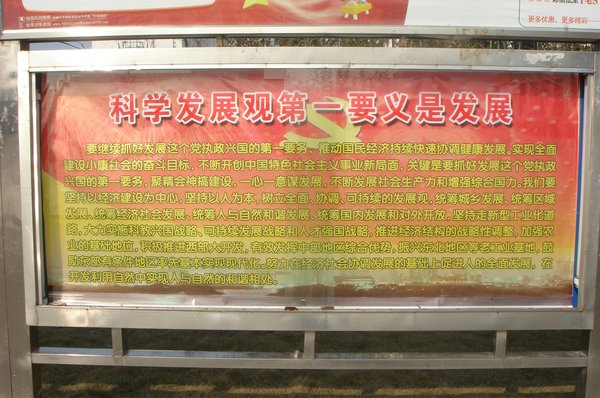 科学发展观第一要义是发展
要继续抓好发展这个党执政兴国的第一要务，推动国民经济持续快速协调健康发展。实现全面
建设小康社会的奋斗目标，不断开创中国特色社会主义事业新局面，关键是要抓好发展这个党执政
兴国的第一要务，聚精会神搞建设，一心一意谋发展，不断发展社会生产力和增强综合国力。我们要
坚持以经济建设为中心，坚持以人为本，树立全面、协调、可持续的发展观，统筹城乡发展、统筹区域
发展、统筹经济社会发展、统筹人与自然和谐发展、统筹国内发展和对外开放，坚持走新型工业化道
路，大力实施科教兴国战略、可持续发展战略和人才强国战略，推进经济结构的战略性调整，加强农
业的基础地位，积极推进西部大开发，有效发挥中部地区综合优势，振兴东北地区等老工业基地，鼓
励东部有条件地区率先基本实现现代化，努力在经济社会协调发展的基础上促进人的全面发展，在
开发利用自然中实现人与自然的和谐相处。
更多优惠，更多精彩